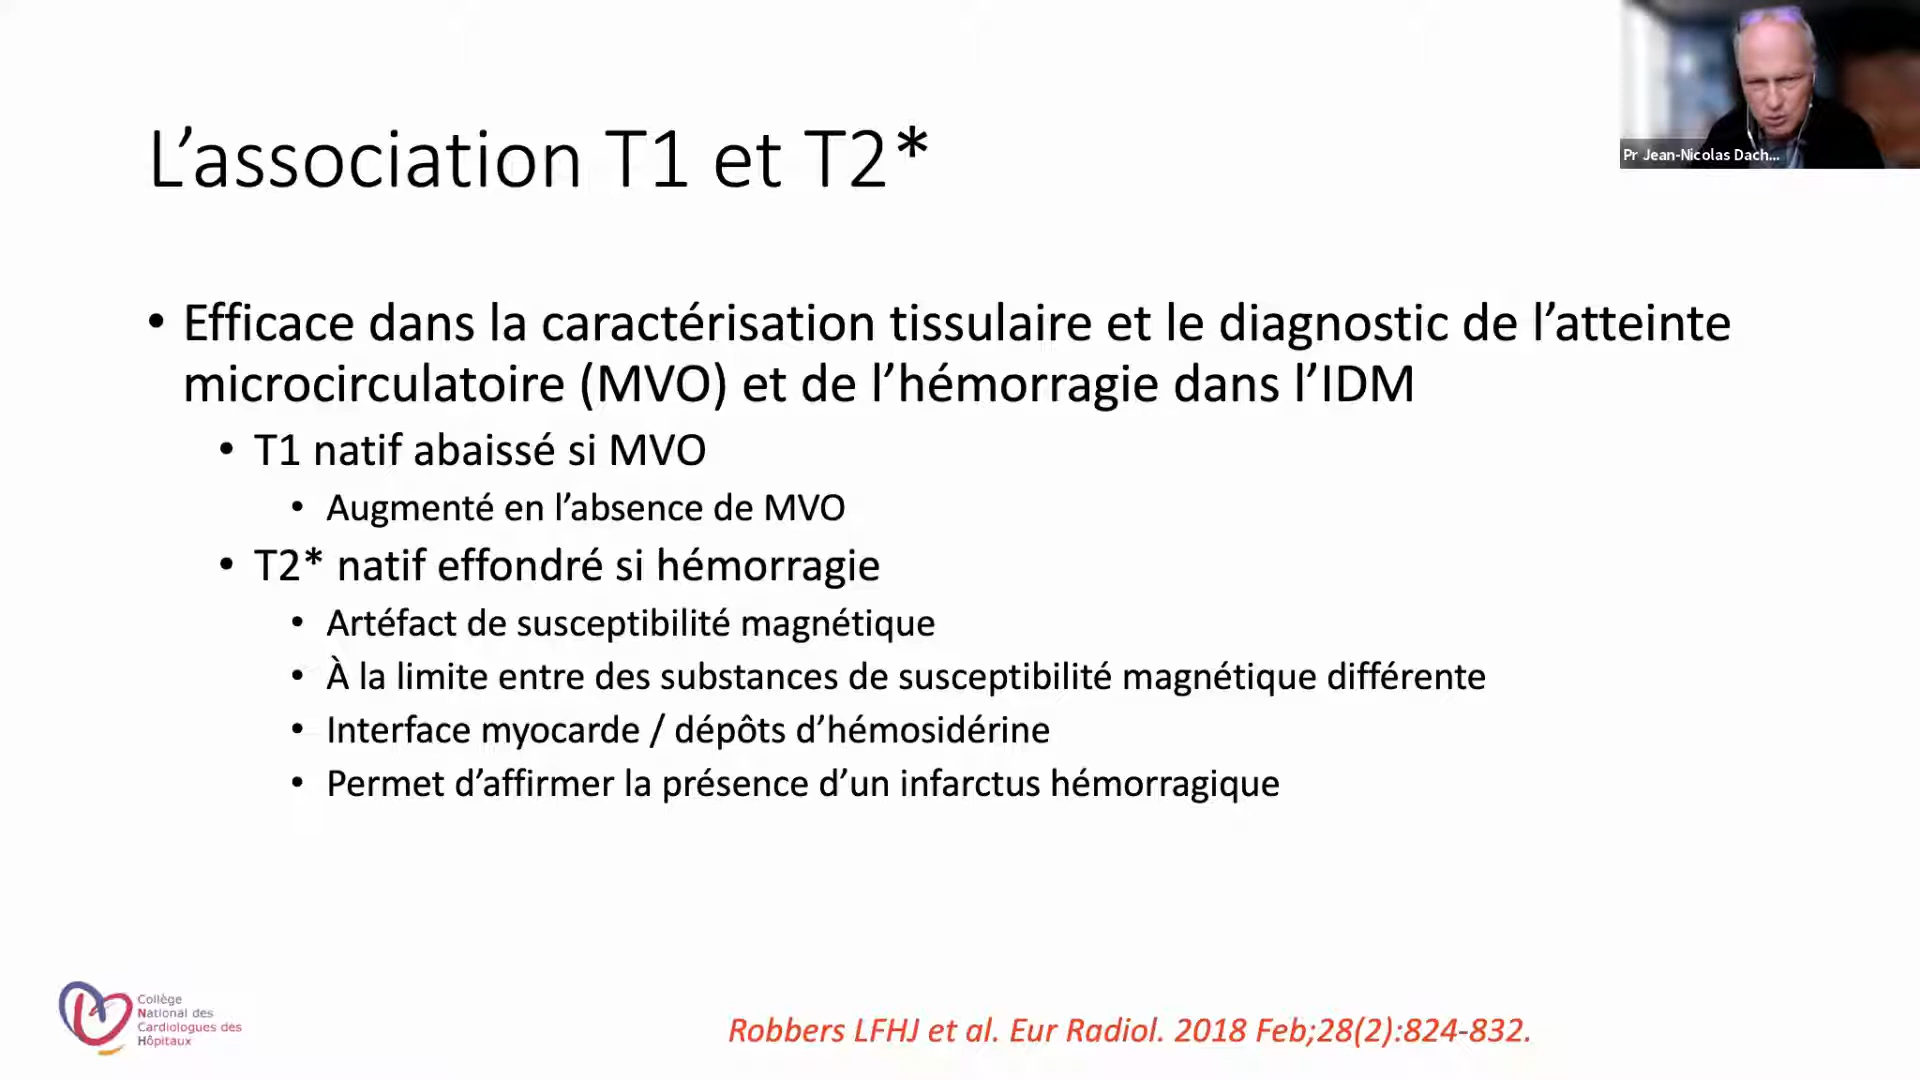 Pr Jean-Nicolas Dach...
L’association T1 et T2*
• Efficace dans la caractérisation tissulaire et le diagnostic de l’atteinte
microcirculatoire (MVO) et de l’hémorragie dans l’IDM
• T1 natif abaissé si MVO
• Augmenté en l’absence de MVO
• T2* natif effondré si hémorragie
• Artéfact de susceptibilité magnétique
• À la limite entre des substances de susceptibilité magnétique différente
• Interface myocarde / dépôts d’hémosidérine
• Permet d’affirmer la présence d’un infarctus hémorragique
Collège
National des
Cardiologues des
Hôpitaux
Robbers LFHJ et al. Eur Radiol. 2018 Feb;28(2):824-832.